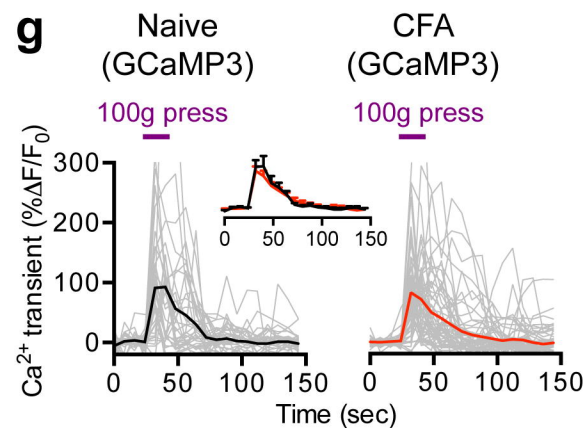 g
Naive
(GCaMP3)
CFA
(GCaMP3)
100g press
100g press
Ca²⁺ transient (%ΔF/F₀)
300
200
100
0
0 50 100 150
0 50 100 150
0 50 100 150
Time (sec)